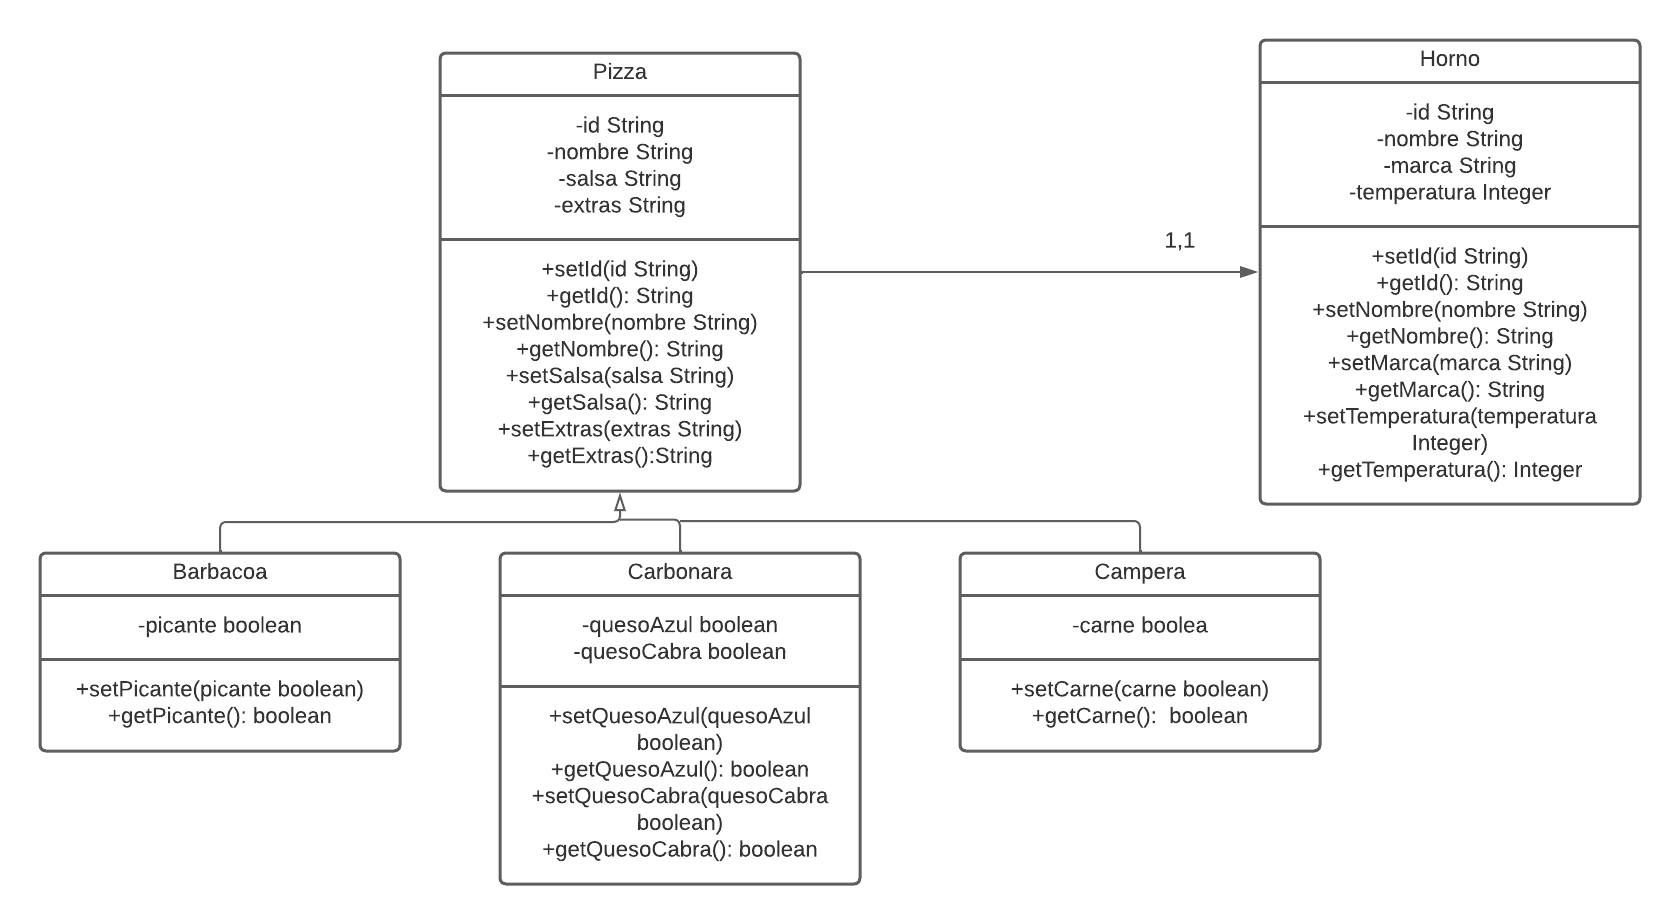 Pizza
-id String
-nombre String
-salsa String
-extras String
+setId(id String)
+getId(): String
+setNombre(nombre String)
+getNombre(): String
+setSalsa(salsa String)
+getSalsa(): String
+setExtras(extras String)
+getExtras():String
1,1
Horno
-id String
-nombre String
-marca String
-temperatura Integer
+setId(id String)
+getId(): String
+setNombre(nombre String)
+getNombre(): String
+setMarca(marca String)
+getMarca(): String
+setTemperatura(temperatura
Integer)
+getTemperatura(): Integer
Barbacoa
-picante boolean
+setPicante(picante boolean)
+getPicante(): boolean
Carbonara
-quesoAzul boolean
-quesoCabra boolean
+setQuesoAzul(quesoAzul
boolean)
+getQuesoAzul(): boolean
+setQuesoCabra(quesoCabra
boolean)
+getQuesoCabra(): boolean
Campera
-carne boolea
+setCarne(carne boolean)
+getCarne():  boolean